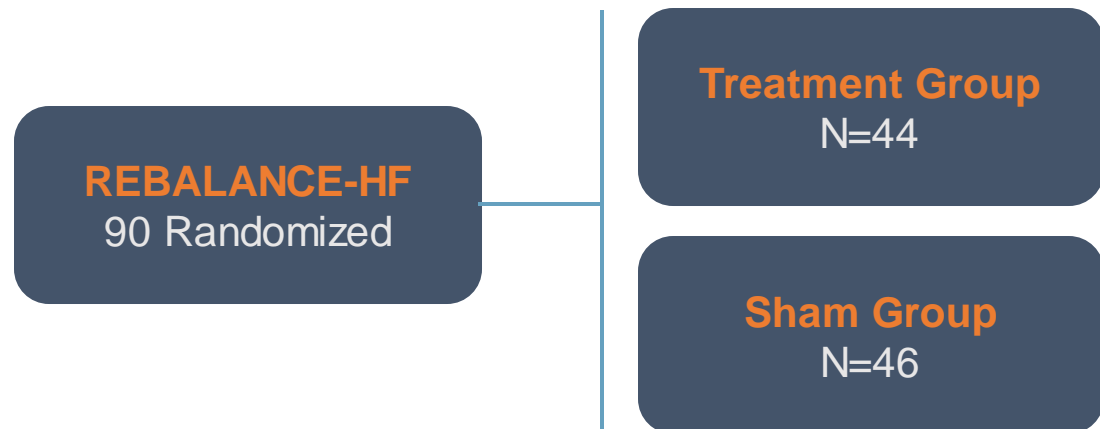 REBALANCE-HF
90 Randomized
Treatment Group
N=44
Sham Group
N=46